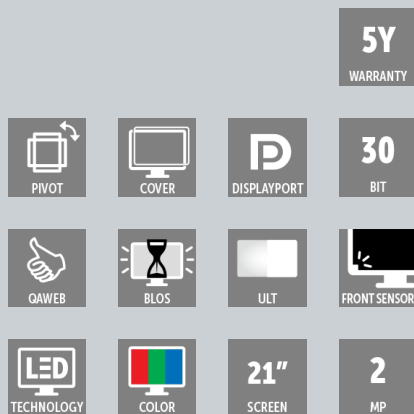 5Y
WARRANTY
PIVOT
COVER
DISPLAYPORT
30
BIT
QAWEB
BLOS
ULT
FRONT SENSOR
LED
TECHNOLOGY
COLOR
21”
SCREEN
2
MP